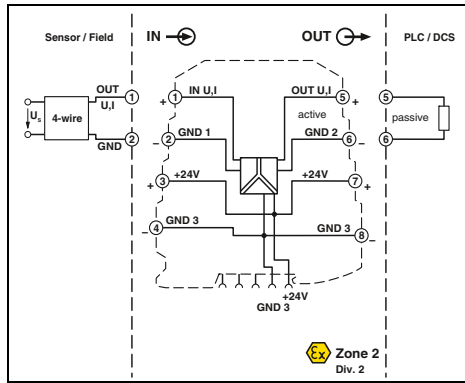 Sensor / Field
IN
OUT
PLC / DCS
OUT
U,I
1
+
1
IN U,I
OUT U,I
5
+
5
Us
4-wire
active
passive
GND
2
–
2
GND 1
GND 2
6
–
6
+
3
+24V
+24V
7
+
–
4
GND 3
GND 3
8
–
+24V
GND 3
Ex
Zone 2
Div. 2